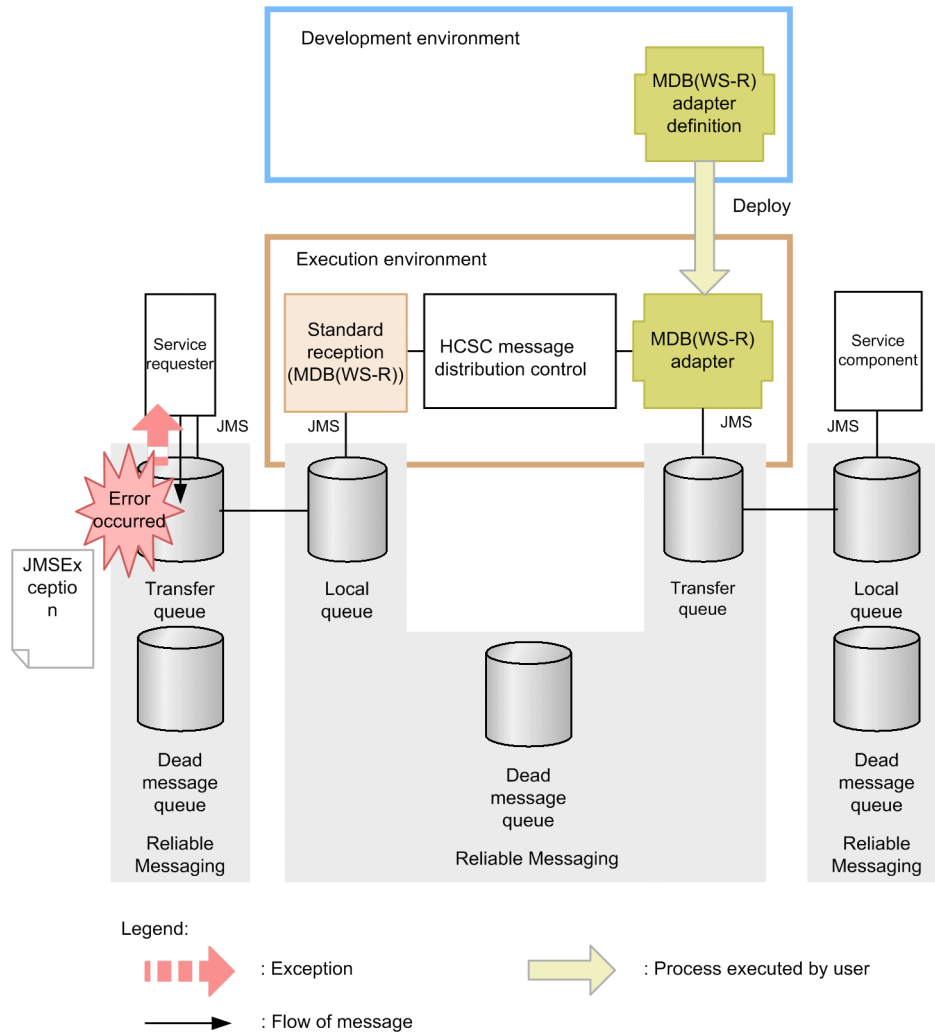 Development environment
MDB(WS-R)
adapter
definition
Deploy
Execution environment
Service
requester
Standard
reception
(MDB(WS-R))
HCSC message
distribution control
MDB(WS-R)
adapter
Service
component
JMS
JMS
JMS
JMS
Error
occurred
JMSEx
ceptio
n
Transfer
queue
Local
queue
Transfer
queue
Local
queue
Dead
message
queue
Dead
message
queue
Dead
message
queue
Reliable
Messaging
Reliable Messaging
Reliable
Messaging
Legend:
: Exception
: Process executed by user
: Flow of message